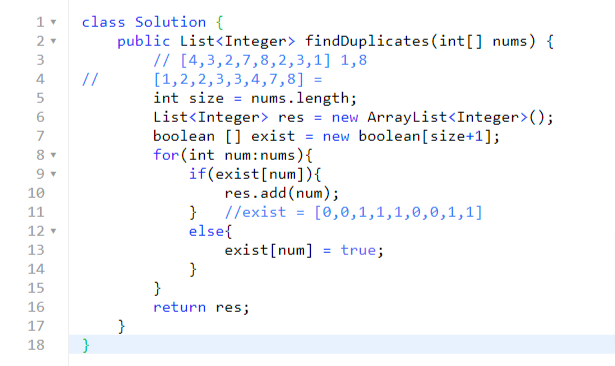 1 class Solution {
2 public List<Integer> findDuplicates(int[] nums) {
3 // [4,3,2,7,8,2,3,1] 1,8
4 // [1,2,2,3,3,4,7,8] =
5 int size = nums.length;
6 List<Integer> res = new ArrayList<Integer>();
7 boolean [] exist = new boolean[size+1];
8 for(int num:nums){
9 if(exist[num]){
10 res.add(num);
11 } //exist = [0,0,1,1,1,0,0,1,1]
12 else{
13 exist[num] = true;
14 }
15 }
16 return res;
17 }
18 }